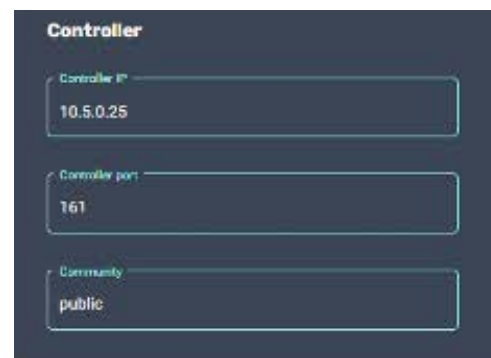 Controller
Controller IP
10.5.0.25
Controller port
161
Community
public